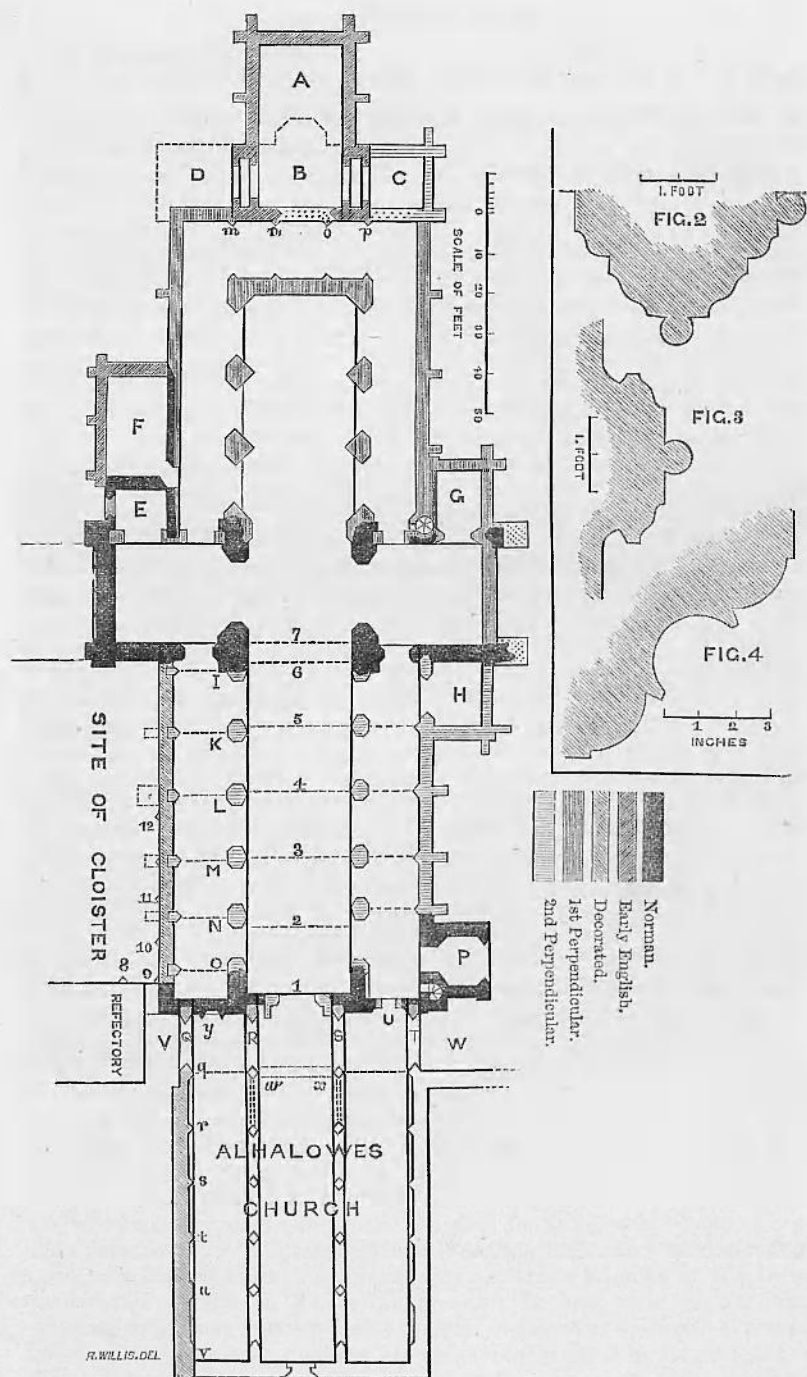 A
D
B
C
m
n
o
p
0
10
20
30
40
50
SCALE OF FEET
F
E
G
7
6
I
H
5
K
4
L
12
3
M
11
2
N
10
O
P
8
9
1
SITE OF CLOISTER
REFECTORY
V
Q
y
R
S
U
T
W
q
w
x
r
ALHALOWES
s
CHURCH
t
u
v
R. WILLIS. DEL
1. FOOT
FIG. 2
FIG. 3
1. FOOT
FIG. 4
1 2 3
INCHES
Norman.
Early English.
Decorated.
1st Perpendicular.
2nd Perpendicular.